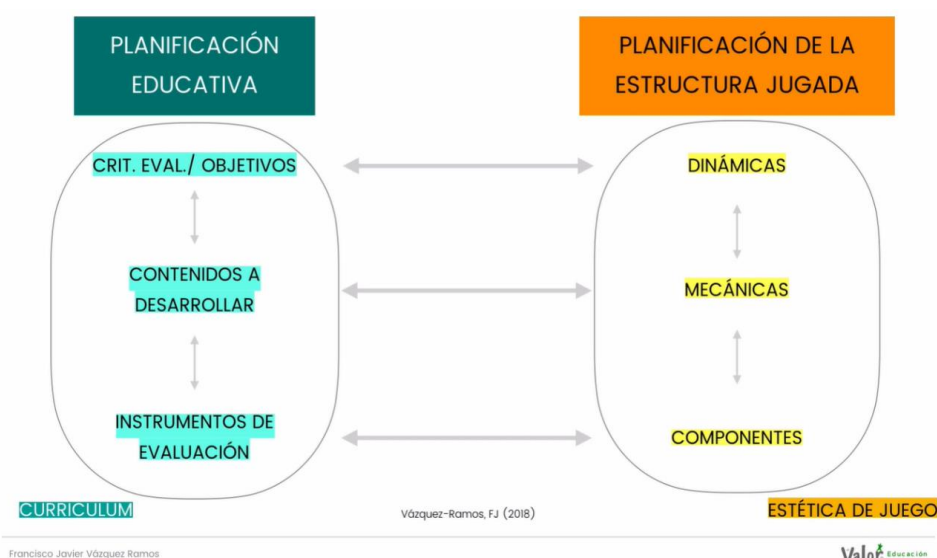 PLANIFICACIÓN
EDUCATIVA
PLANIFICACIÓN DE LA
ESTRUCTURA JUGADA
CRIT. EVAL./ OBJETIVOS
DINÁMICAS
CONTENIDOS A
DESARROLLAR
MECÁNICAS
INSTRUMENTOS DE
EVALUACIÓN
COMPONENTES
CURRICULUM
Vázquez-Ramos, FJ (2018)
ESTÉTICA DE JUEGO
Francisco Javier Vázquez Ramos
Valor Educación